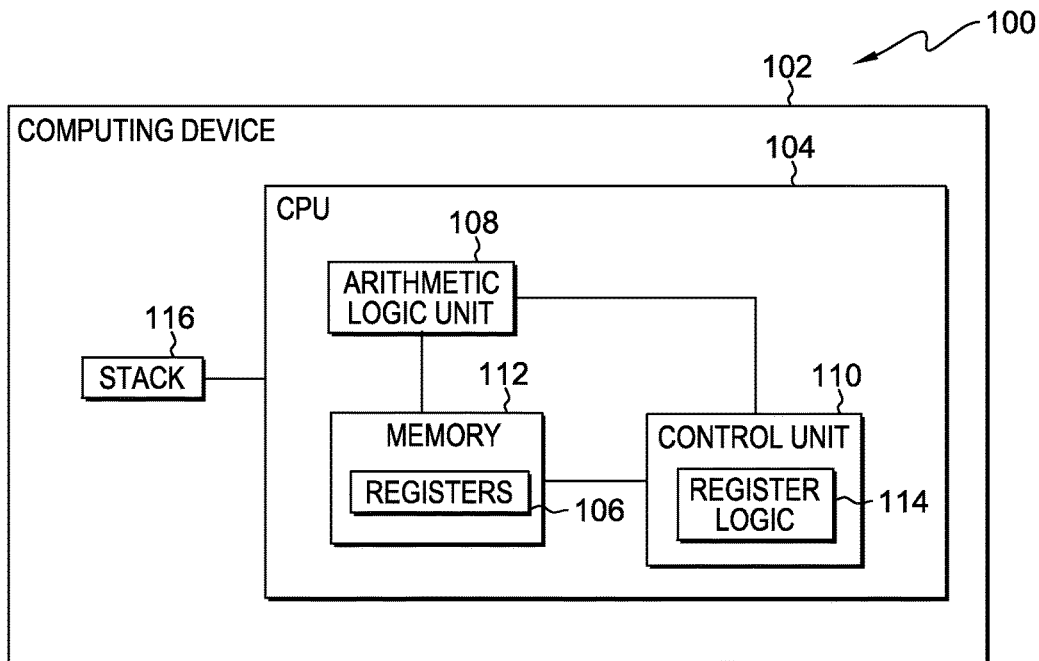 100
102
COMPUTING DEVICE
104
CPU
108
ARITHMETIC
LOGIC UNIT
116
STACK
112
MEMORY
REGISTERS
106
110
CONTROL UNIT
REGISTER
LOGIC
114